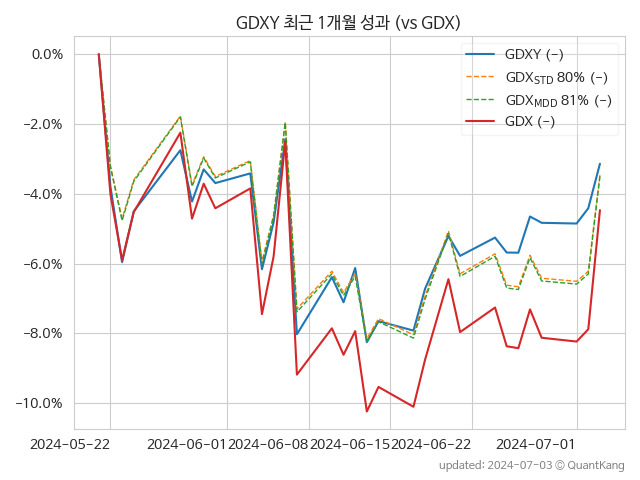 GDXY 최근 1개월 성과 (vs GDX)
GDXY (-)
GDX_STD 80% (-)
GDX_MDD 81% (-)
GDX (-)
0.0%
−2.0%
−4.0%
−6.0%
−8.0%
−10.0%
2024-05-22 2024-06-01 2024-06-08 2024-06-15 2024-06-22 2024-07-01
updated: 2024-07-03 © QuantKang